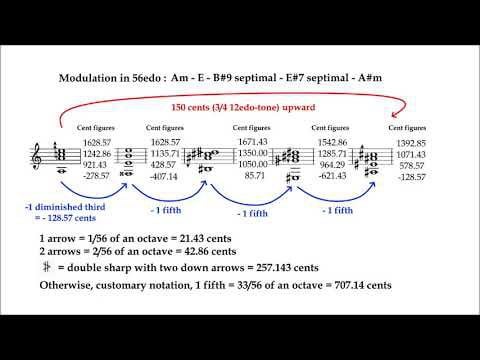 Modulation in 56edo : Am - E - B#9 septimal - E#7 septimal - A#m
150 cents (3/4 12edo-tone) upward
Cent figures Cent figures Cent figures Cent figures Cent figures
1628.57 1628.57 1671.43 1542.86 1392.85
1242.86 1135.71 1350.00 1285.71 1071.43
921.43 428.57 1050.00 964.29 578.57
-278.57 -407.14 85.71 -621.43 -128.57
-1 diminished third
= - 128.57 cents
- 1 fifth
- 1 fifth
- 1 fifth
1 arrow = 1/56 of an octave = 21.43 cents
2 arrows = 2/56 of an octave = 42.86 cents
= double sharp with two down arrows = 257.143 cents
Otherwise, customary notation, 1 fifth = 33/56 of an octave = 707.14 cents